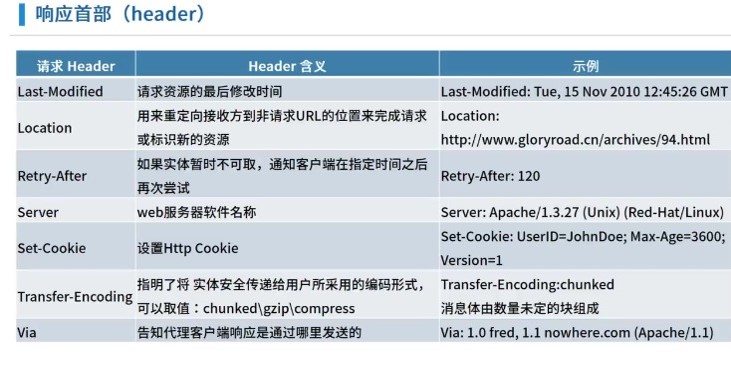 响应首部（header）
请求 Header	Header 含义	示例
Last-Modified	请求资源的最后修改时间	Last-Modified: Tue, 15 Nov 2010 12:45:26 GMT
Location	用来重定向接收方到非请求URL的位置来完成请求
或标识新的资源	Location:
http://www.gloryroad.cn/archives/94.html
Retry-After	如果实体暂时不可取，通知客户端在指定时间之后
再次尝试	Retry-After: 120
Server	web服务器软件名称	Server: Apache/1.3.27 (Unix) (Red-Hat/Linux)
Set-Cookie	设置Http Cookie	Set-Cookie: UserID=JohnDoe; Max-Age=3600;
Version=1
Transfer-Encoding	指明了将 实体安全传递给用户所采用的编码形式，
可以取值：chunked\gzip\compress	Transfer-Encoding:chunked
消息体由数量未定的块组成
Via	告知代理客户端响应是通过哪里发送的	Via: 1.0 fred, 1.1 nowhere.com (Apache/1.1)